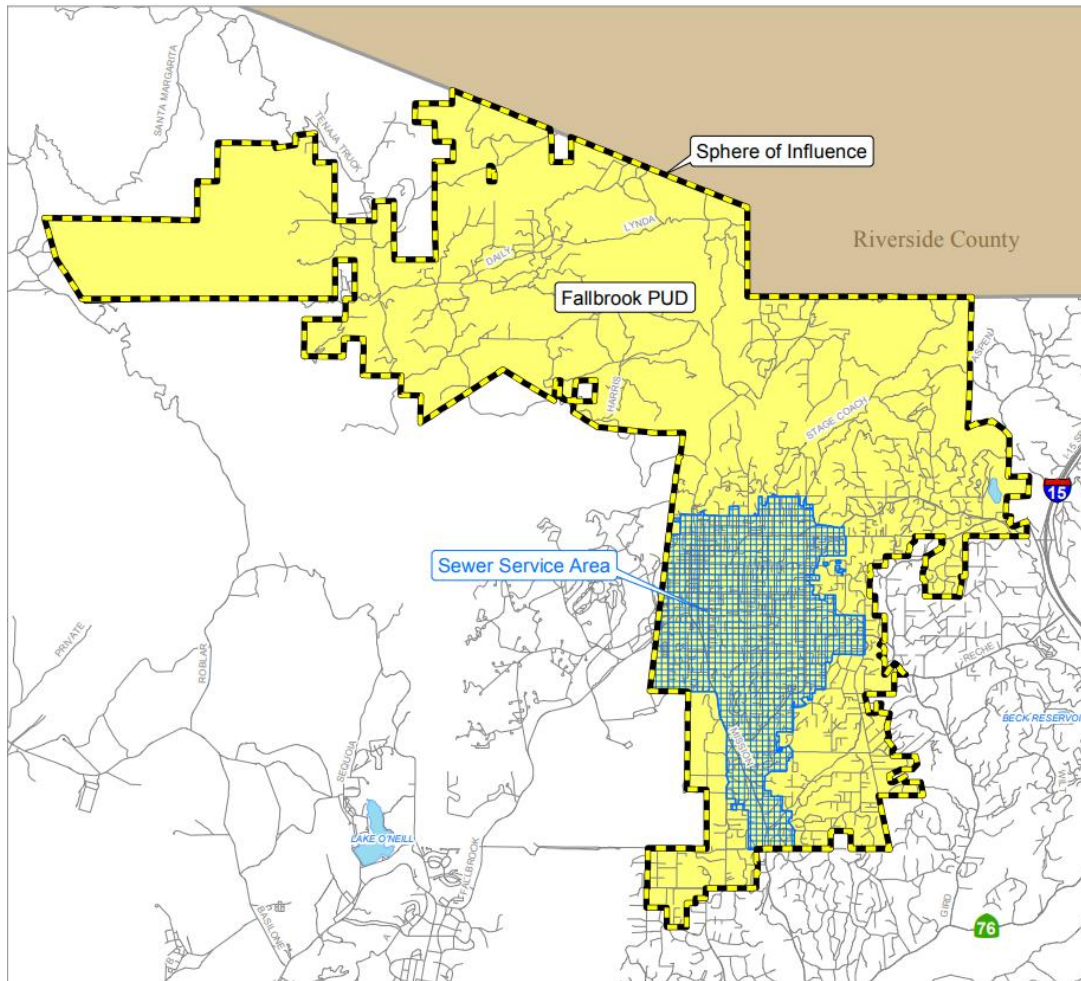 SANTA MARGARITA
TENAJA TRUCK
Sphere of Influence
LYNDA
Riverside County
DAILY
Fallbrook PUD
ASPEN
HARRIS
STAGE COACH
15
Sewer Service Area
PRIVATE
ROBLAR
RECHE
BECK RESERVOI
MISSION
SEQUOIA
LAKE O'NEILL
FALLBROOK
GIRD
BASILONE
A
76
B